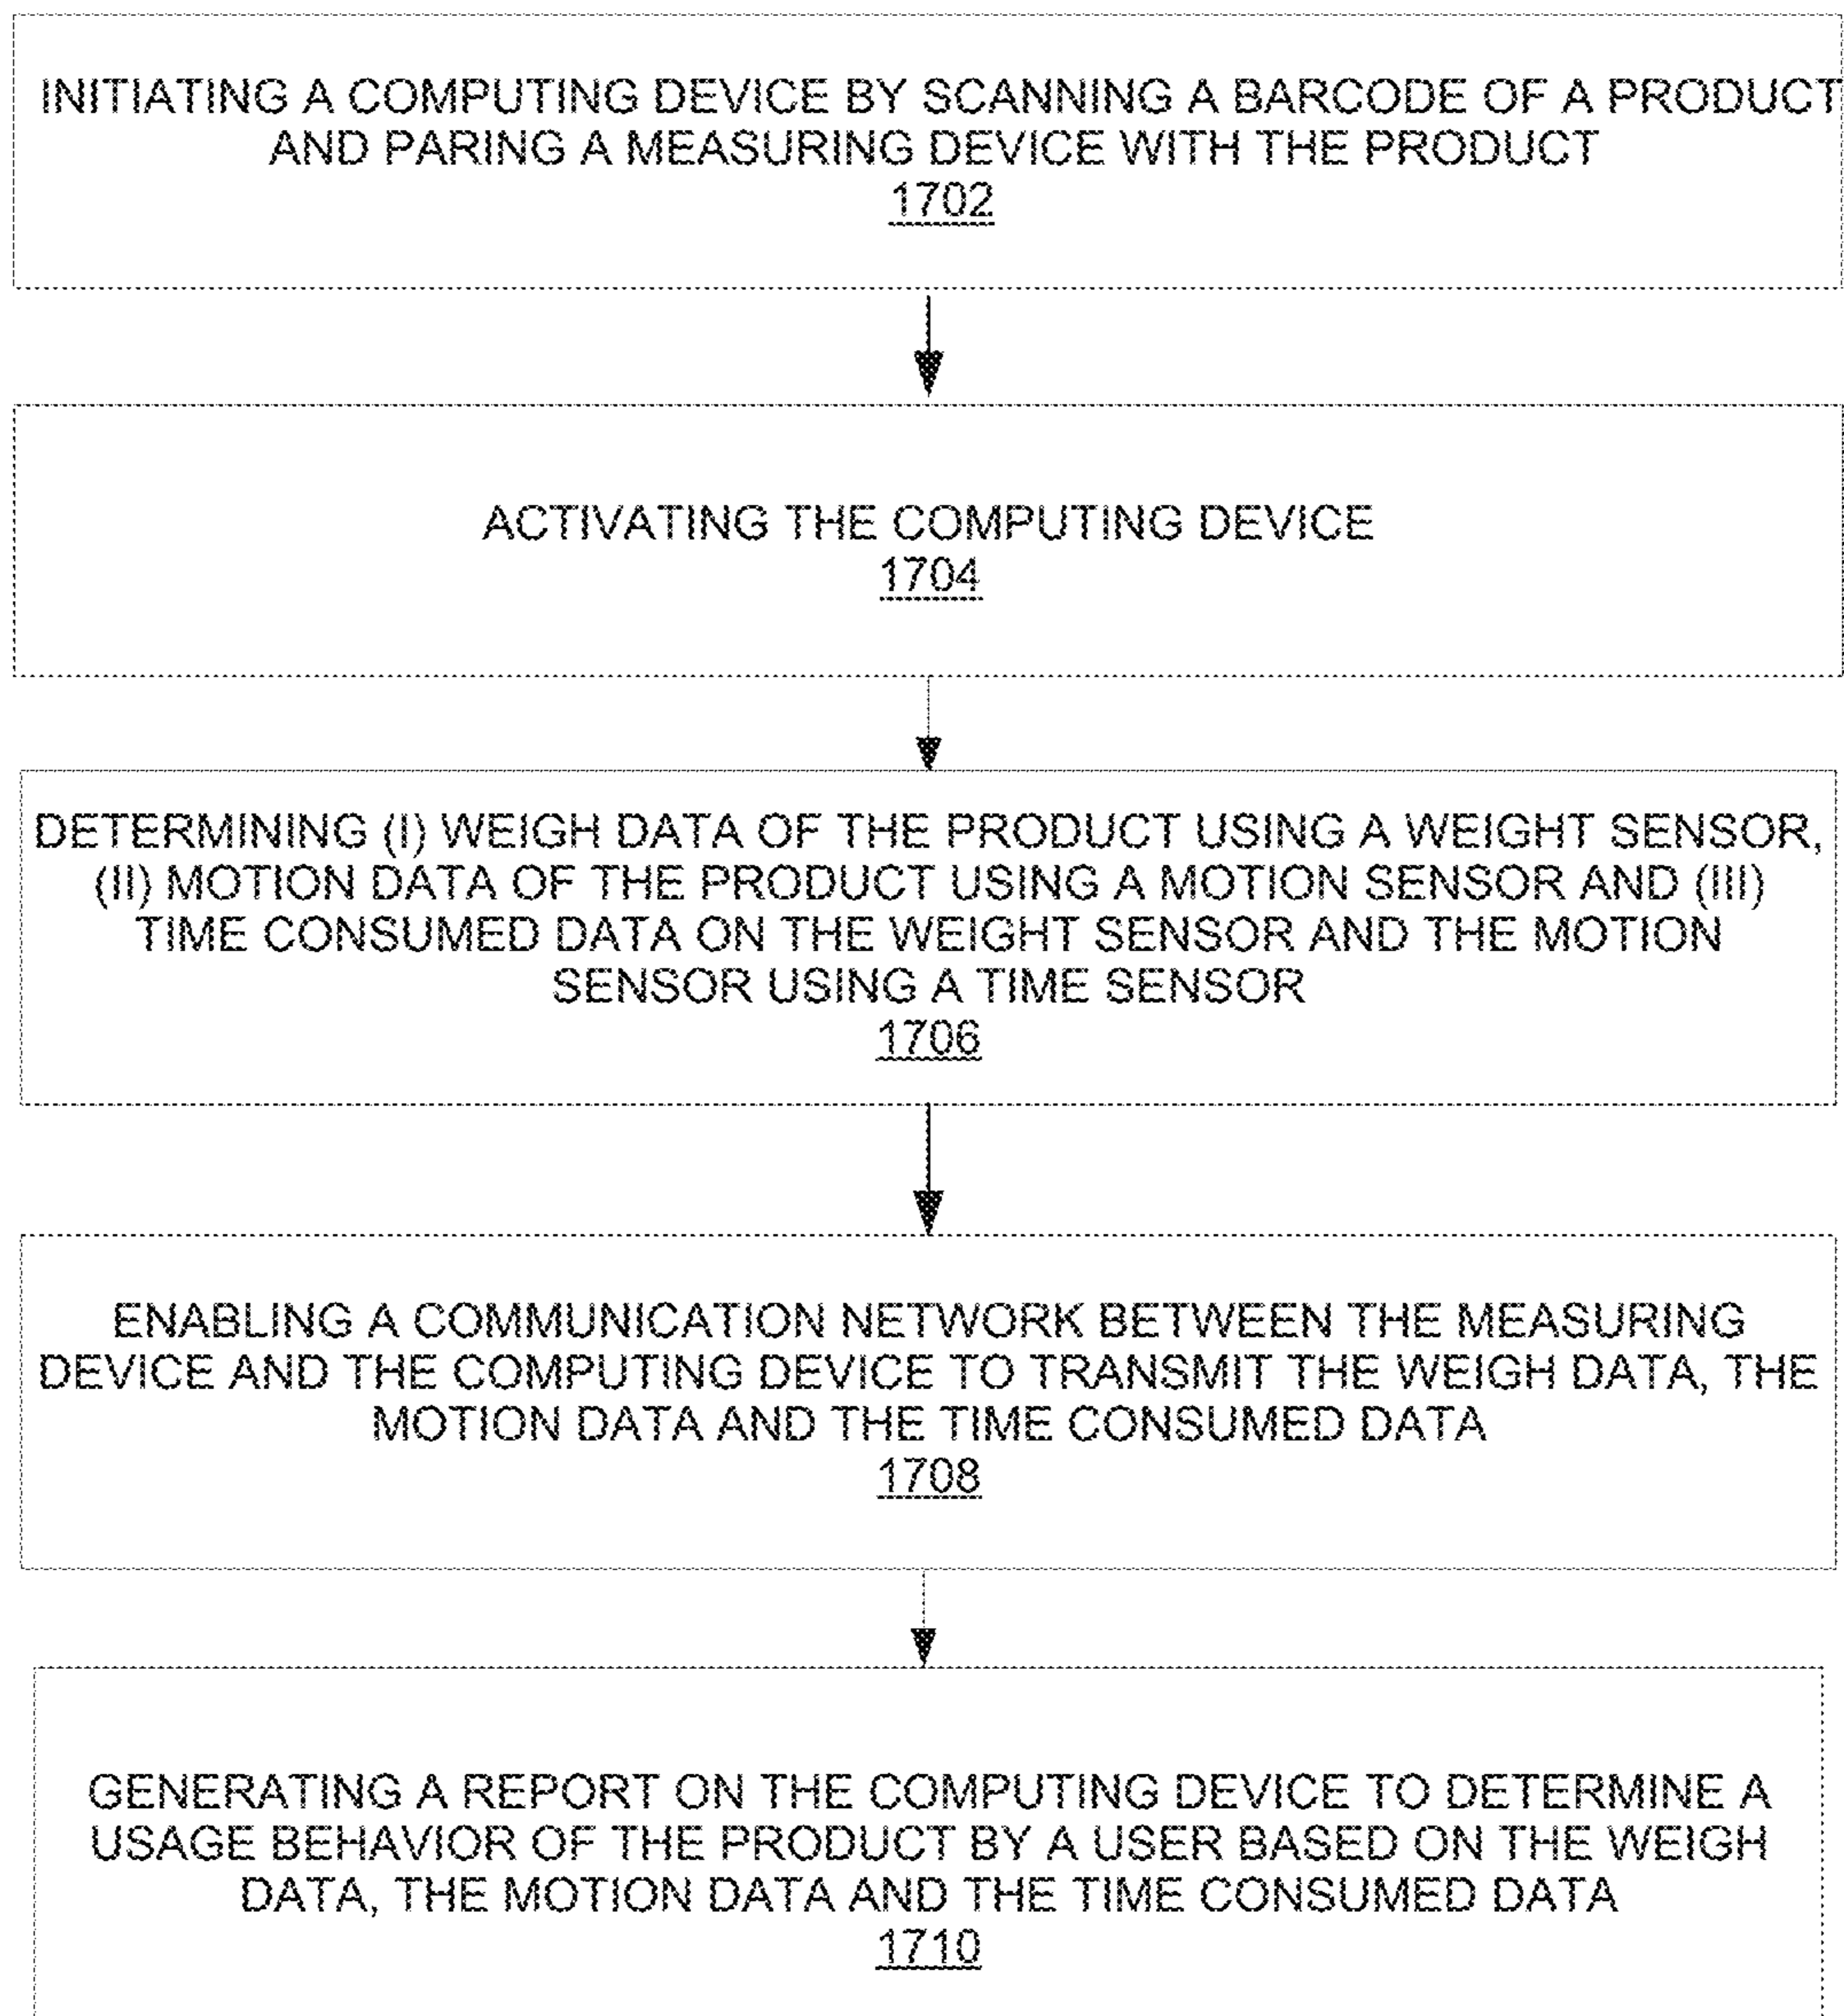 INITIATING A COMPUTING DEVICE BY SCANNING A BARCODE OF A PRODUCT
AND PARING A MEASURING DEVICE WITH THE PRODUCT
1702
ACTIVATING THE COMPUTING DEVICE
1704
DETERMINING (I) WEIGH DATA OF THE PRODUCT USING A WEIGHT SENSOR,
(II) MOTION DATA OF THE PRODUCT USING A MOTION SENSOR AND (III)
TIME CONSUMED DATA ON THE WEIGHT SENSOR AND THE MOTION
SENSOR USING A TIME SENSOR
1706
ENABLING A COMMUNICATION NETWORK BETWEEN THE MEASURING
DEVICE AND THE COMPUTING DEVICE TO TRANSMIT THE WEIGH DATA, THE
MOTION DATA AND THE TIME CONSUMED DATA
1708
GENERATING A REPORT ON THE COMPUTING DEVICE TO DETERMINE A
USAGE BEHAVIOR OF THE PRODUCT BY A USER BASED ON THE WEIGH
DATA, THE MOTION DATA AND THE TIME CONSUMED DATA
1710